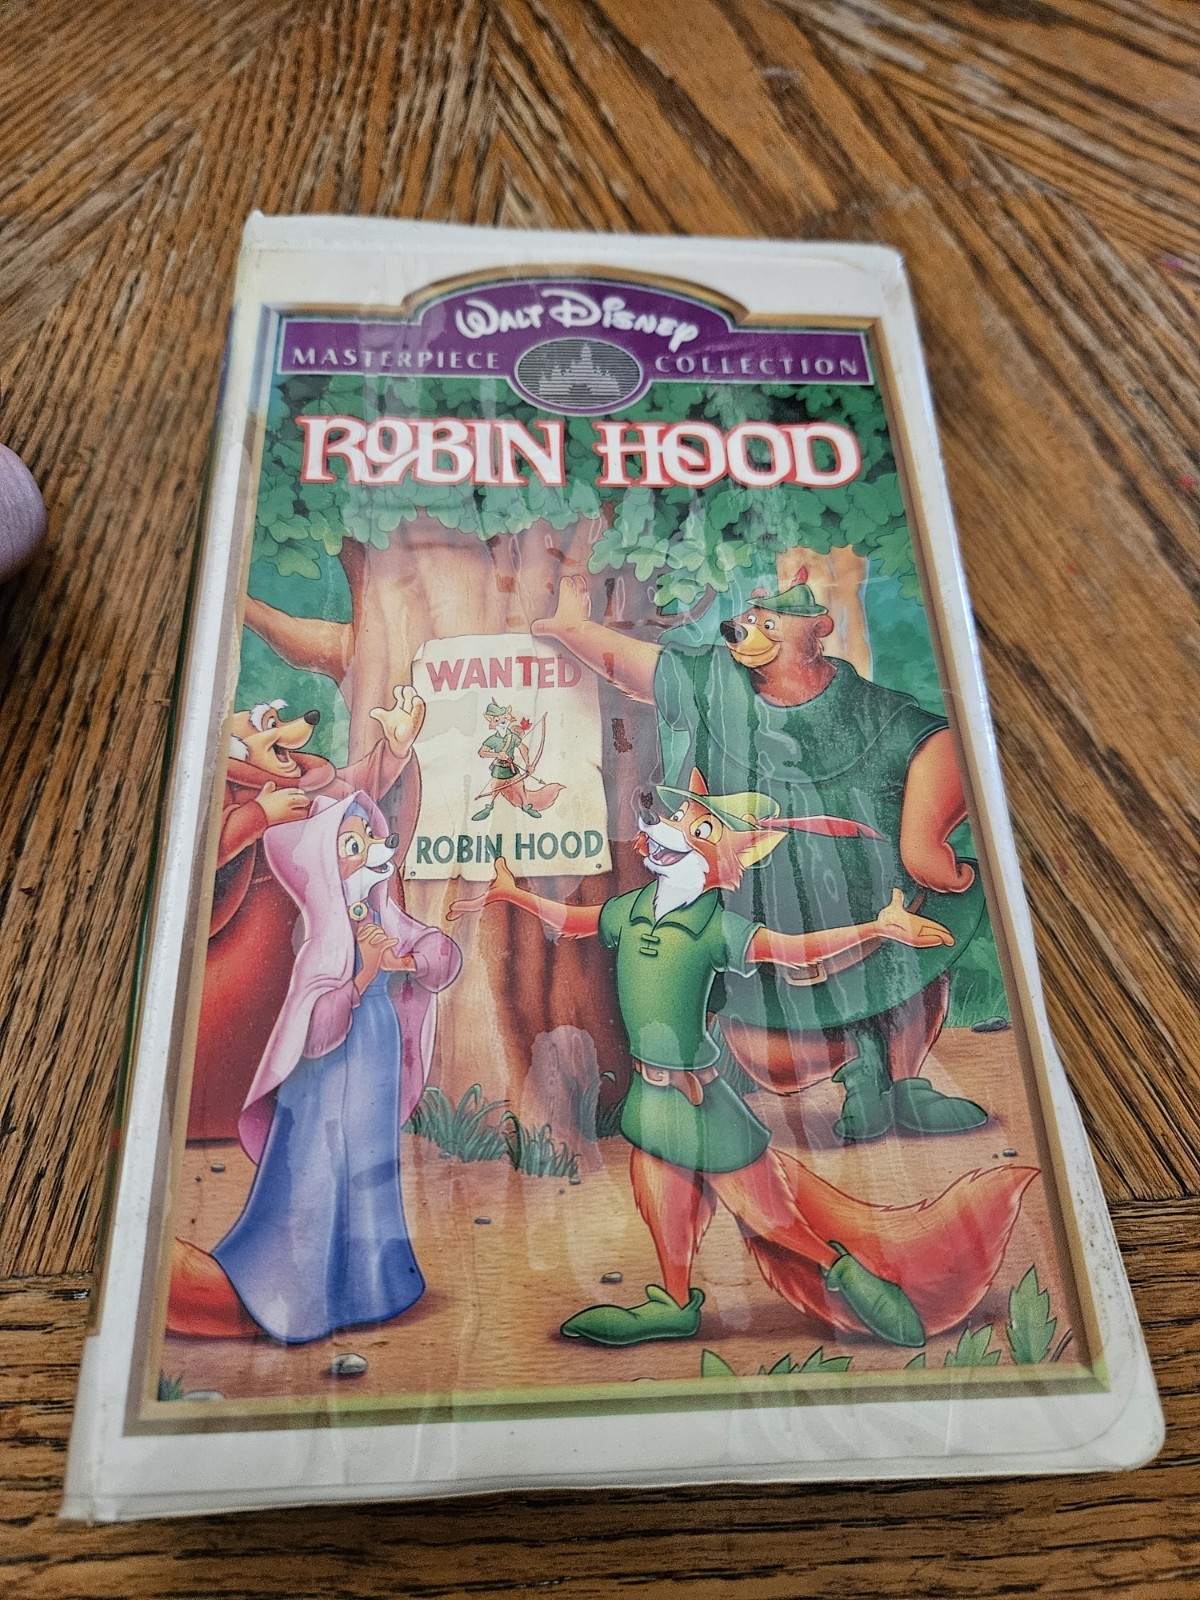 WALT DISNEY
MASTERPIECE COLLECTION
ROBIN HOOD
WANTED
ROBIN HOOD